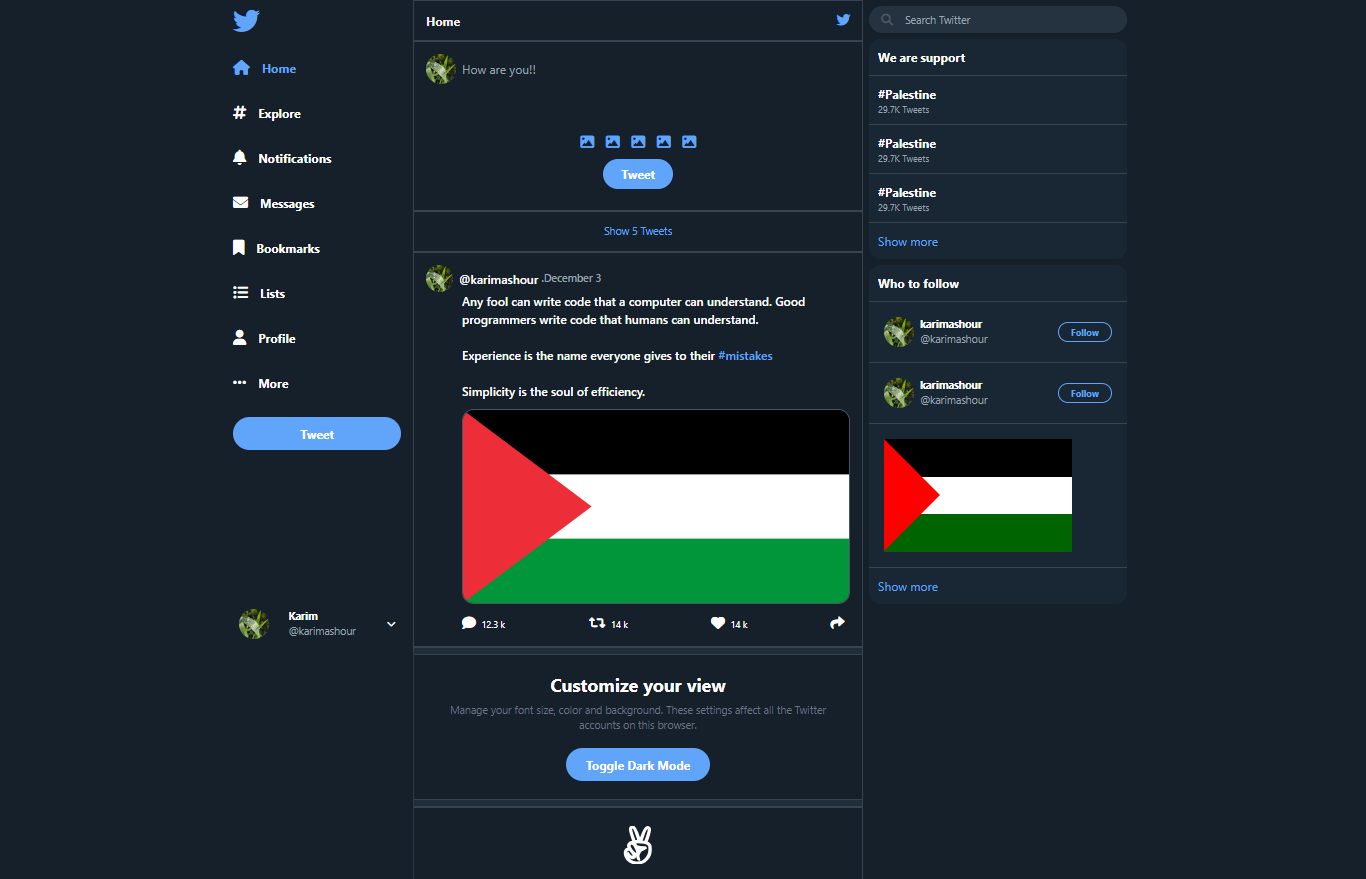 Home
Explore
Notifications
Messages
Bookmarks
Lists
Profile
More
Tweet
Karim
@karimashour
Home
How are you!!
Tweet
Show 5 Tweets
@karimashour .December 3
Any fool can write code that a computer can understand. Good
programmers write code that humans can understand.
Experience is the name everyone gives to their #mistakes
Simplicity is the soul of efficiency.
12.3 k
14 k
14 k
Customize your view
Manage your font size, color and background. These settings affect all the Twitter
accounts on this browser.
Toggle Dark Mode
Search Twitter
We are support
#Palestine
29.7K Tweets
#Palestine
29.7K Tweets
#Palestine
29.7K Tweets
Show more
Who to follow
karimashour
@karimashour
Follow
karimashour
@karimashour
Follow
Show more